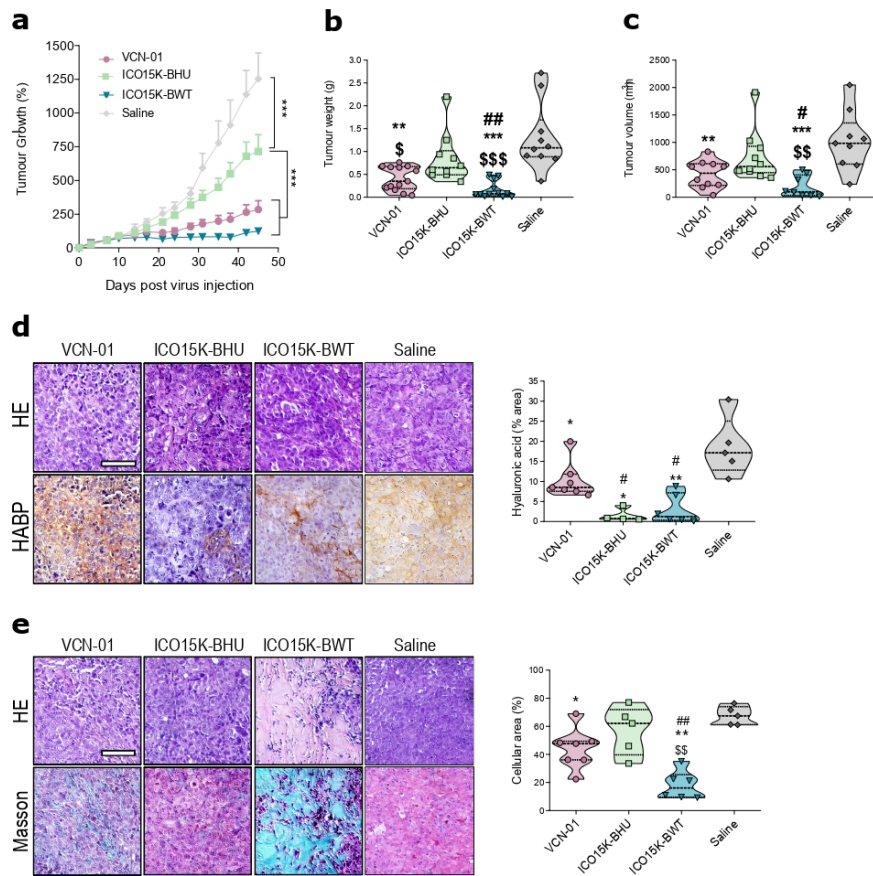 a
1500
1250
1000
750
500
250
0
Tumour Growth (%)
VCN-01
ICO15K-BHU
ICO15K-BWT
Saline
***
***
0 10 20 30 40 50
Days post virus injection
b
3.0
2.5
2.0
1.5
1.0
0.5
0.0
Tumour weight (g)
**
$
##
***
$$$
VCN-01
ICO15K-BHU
ICO15K-BWT
Saline
c
2500
2000
1500
1000
500
0
Tumour volume (m³m
**
#
***
$$
VCN-01
ICO15K-BHU
ICO15K-BWT
Saline
d
VCN-01 ICO15K-BHU ICO15K-BWT Saline
HE
HABP
35
30
25
20
15
10
5
0
Hyaluronic acid (% area)
*
#
*
#
**
VCN-01
ICO15K-BHU
ICO15K-BWT
Saline
e
VCN-01 ICO15K-BHU ICO15K-BWT Saline
HE
Masson
100
80
60
40
20
0
Cellular area (%)
*
##
**
$$
VCN-01
ICO15K-BHU
ICO15K-BWT
Saline